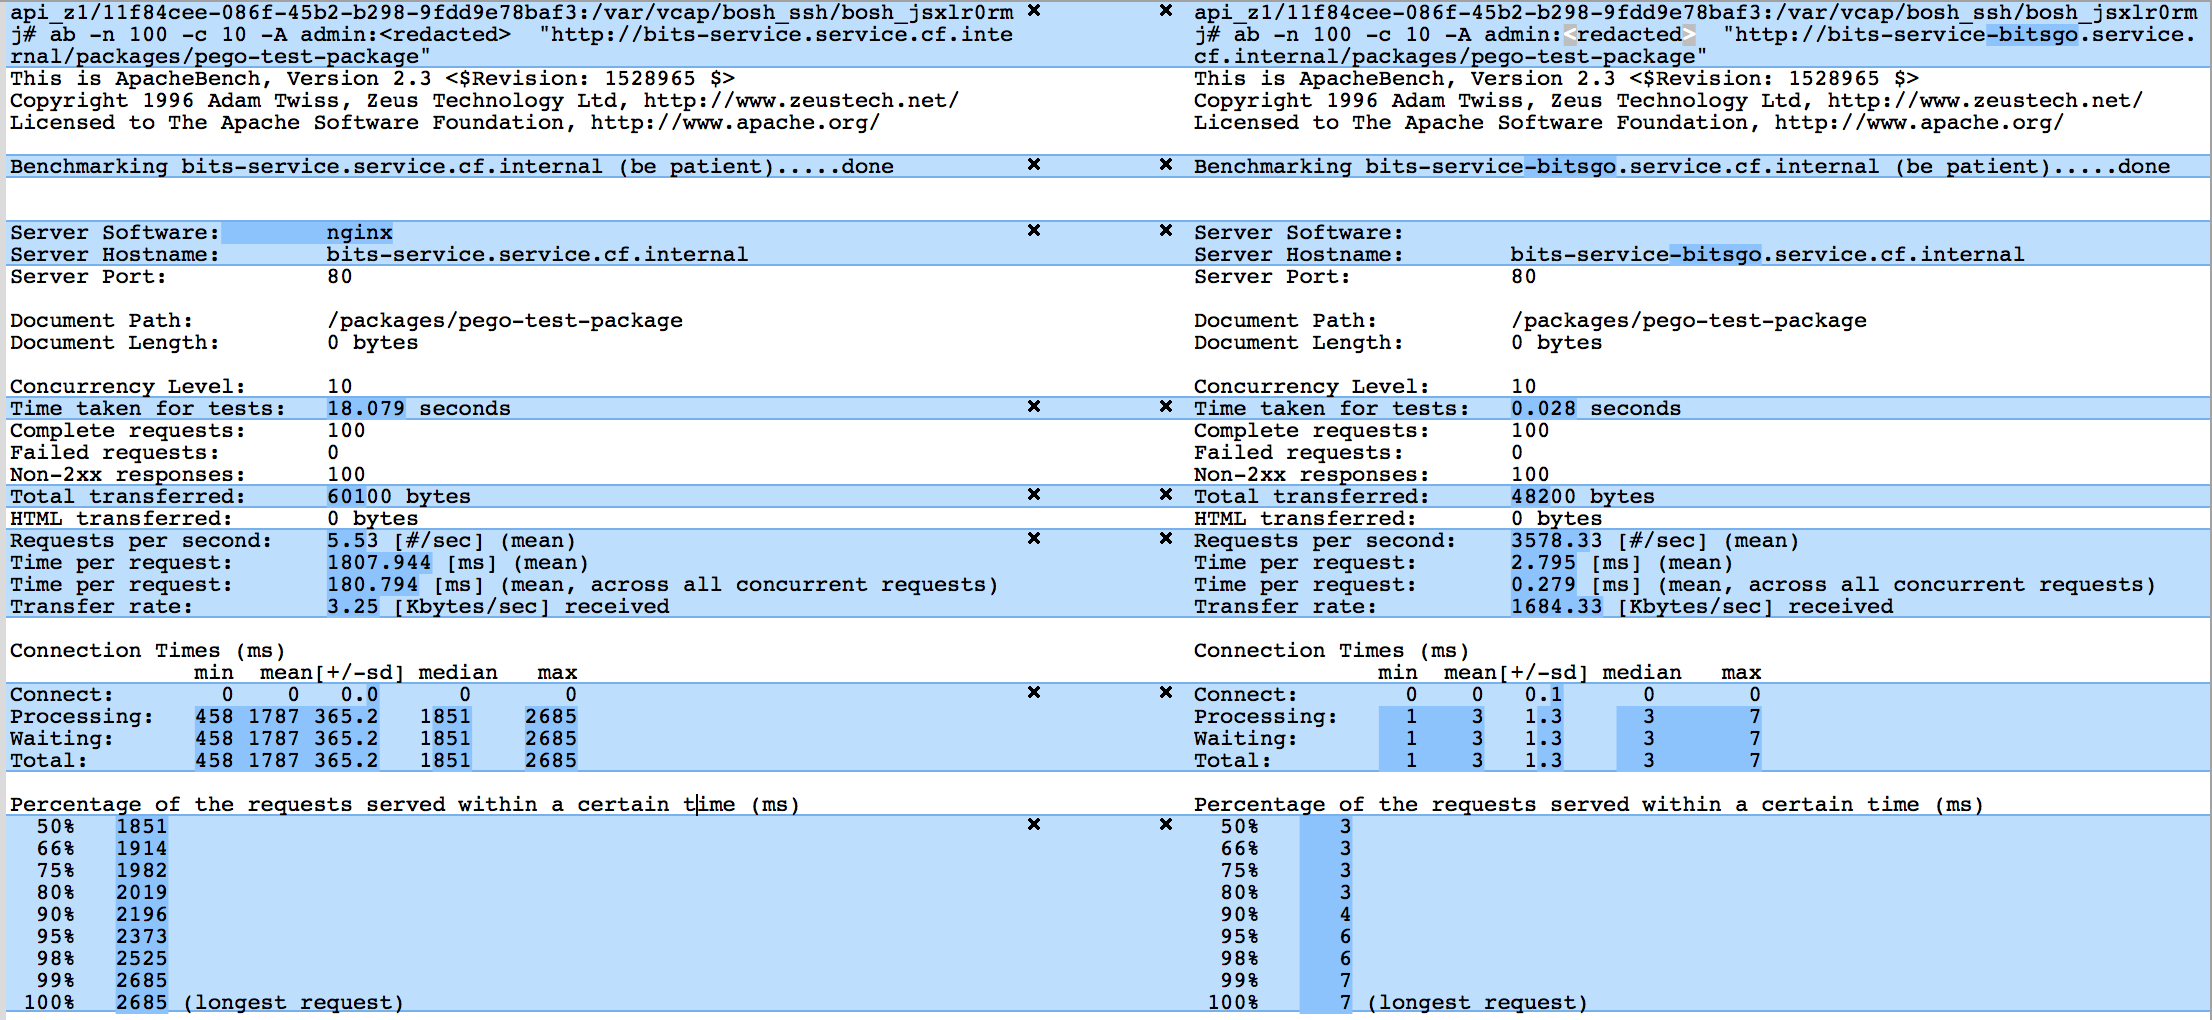 api_z1/11f84cee-086f-45b2-b298-9fdd9e78baf3:/var/vcap/bosh_ssh/bosh_jsxlr0rm
j# ab -n 100 -c 10 -A admin:<redacted>  "http://bits-service.service.cf.inte
rnal/packages/pego-test-package"
This is ApacheBench, Version 2.3 <$Revision: 1528965 $>
Copyright 1996 Adam Twiss, Zeus Technology Ltd, http://www.zeustech.net/
Licensed to The Apache Software Foundation, http://www.apache.org/
Benchmarking bits-service.service.cf.internal (be patient).....done
Server Software:        nginx
Server Hostname:        bits-service.service.cf.internal
Server Port:            80
Document Path:          /packages/pego-test-package
Document Length:        0 bytes
Concurrency Level:      10
Time taken for tests:   18.079 seconds
Complete requests:      100
Failed requests:        0
Non-2xx responses:      100
Total transferred:      60100 bytes
HTML transferred:       0 bytes
Requests per second:    5.53 [#/sec] (mean)
Time per request:       1807.944 [ms] (mean)
Time per request:       180.794 [ms] (mean, across all concurrent requests)
Transfer rate:          3.25 [Kbytes/sec] received
Connection Times (ms)
              min  mean[+/-sd] median   max
Connect:        0    0   0.0      0       0
Processing:   458 1787 365.2   1851    2685
Waiting:      458 1787 365.2   1851    2685
Total:        458 1787 365.2   1851    2685
Percentage of the requests served within a certain time (ms)
  50%   1851
  66%   1914
  75%   1982
  80%   2019
  90%   2196
  95%   2373
  98%   2525
  99%   2685
 100%   2685 (longest request)
api_z1/11f84cee-086f-45b2-b298-9fdd9e78baf3:/var/vcap/bosh_ssh/bosh_jsxlr0rm
j# ab -n 100 -c 10 -A admin:<redacted>  "http://bits-service-bitsgo.service.
cf.internal/packages/pego-test-package"
This is ApacheBench, Version 2.3 <$Revision: 1528965 $>
Copyright 1996 Adam Twiss, Zeus Technology Ltd, http://www.zeustech.net/
Licensed to The Apache Software Foundation, http://www.apache.org/
Benchmarking bits-service-bitsgo.service.cf.internal (be patient).....done
Server Software:
Server Hostname:        bits-service-bitsgo.service.cf.internal
Server Port:            80
Document Path:          /packages/pego-test-package
Document Length:        0 bytes
Concurrency Level:      10
Time taken for tests:   0.028 seconds
Complete requests:      100
Failed requests:        0
Non-2xx responses:      100
Total transferred:      48200 bytes
HTML transferred:       0 bytes
Requests per second:    3578.33 [#/sec] (mean)
Time per request:       2.795 [ms] (mean)
Time per request:       0.279 [ms] (mean, across all concurrent requests)
Transfer rate:          1684.33 [Kbytes/sec] received
Connection Times (ms)
              min  mean[+/-sd] median   max
Connect:        0    0   0.1      0       0
Processing:     1    3   1.3      3       7
Waiting:        1    3   1.3      3       7
Total:          1    3   1.3      3       7
Percentage of the requests served within a certain time (ms)
  50%      3
  66%      3
  75%      3
  80%      3
  90%      4
  95%      6
  98%      6
  99%      7
 100%      7 (longest request)